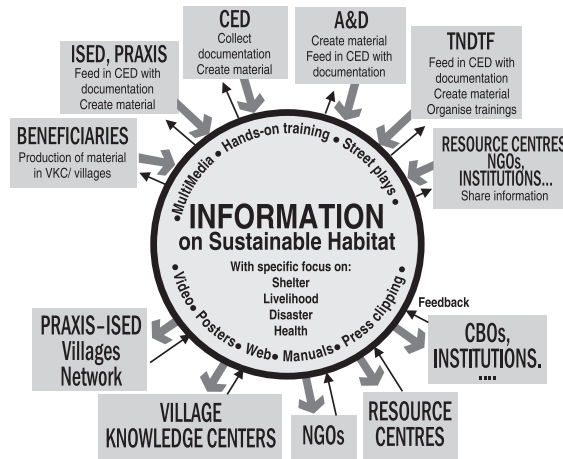 CED
Collect
documentation
Create material
A&D
Create material
Feed in CED with
documentation
ISED, PRAXIS
Feed in CED with
documentation
Create material
TNDTF
Feed in CED with
documentation
Create material
Organise trainings
BENEFICIARIES
Production of material
in VKC/ villages
RESOURCE CENTRES
NGOs,
INSTITUTIONS...
Share information
•MultiMedia • Hands-on training • Street plays •
INFORMATION
on Sustainable Habitat
With specific focus on:
Shelter
Livelihood
Disaster
Health
• Video • Posters • Web • Manuals • Press clipping •
Feedback
PRAXIS–ISED
Villages
Network
CBOs,
INSTITUTIONS.
....
VILLAGE
KNOWLEDGE CENTERS
NGOs
RESOURCE
CENTRES